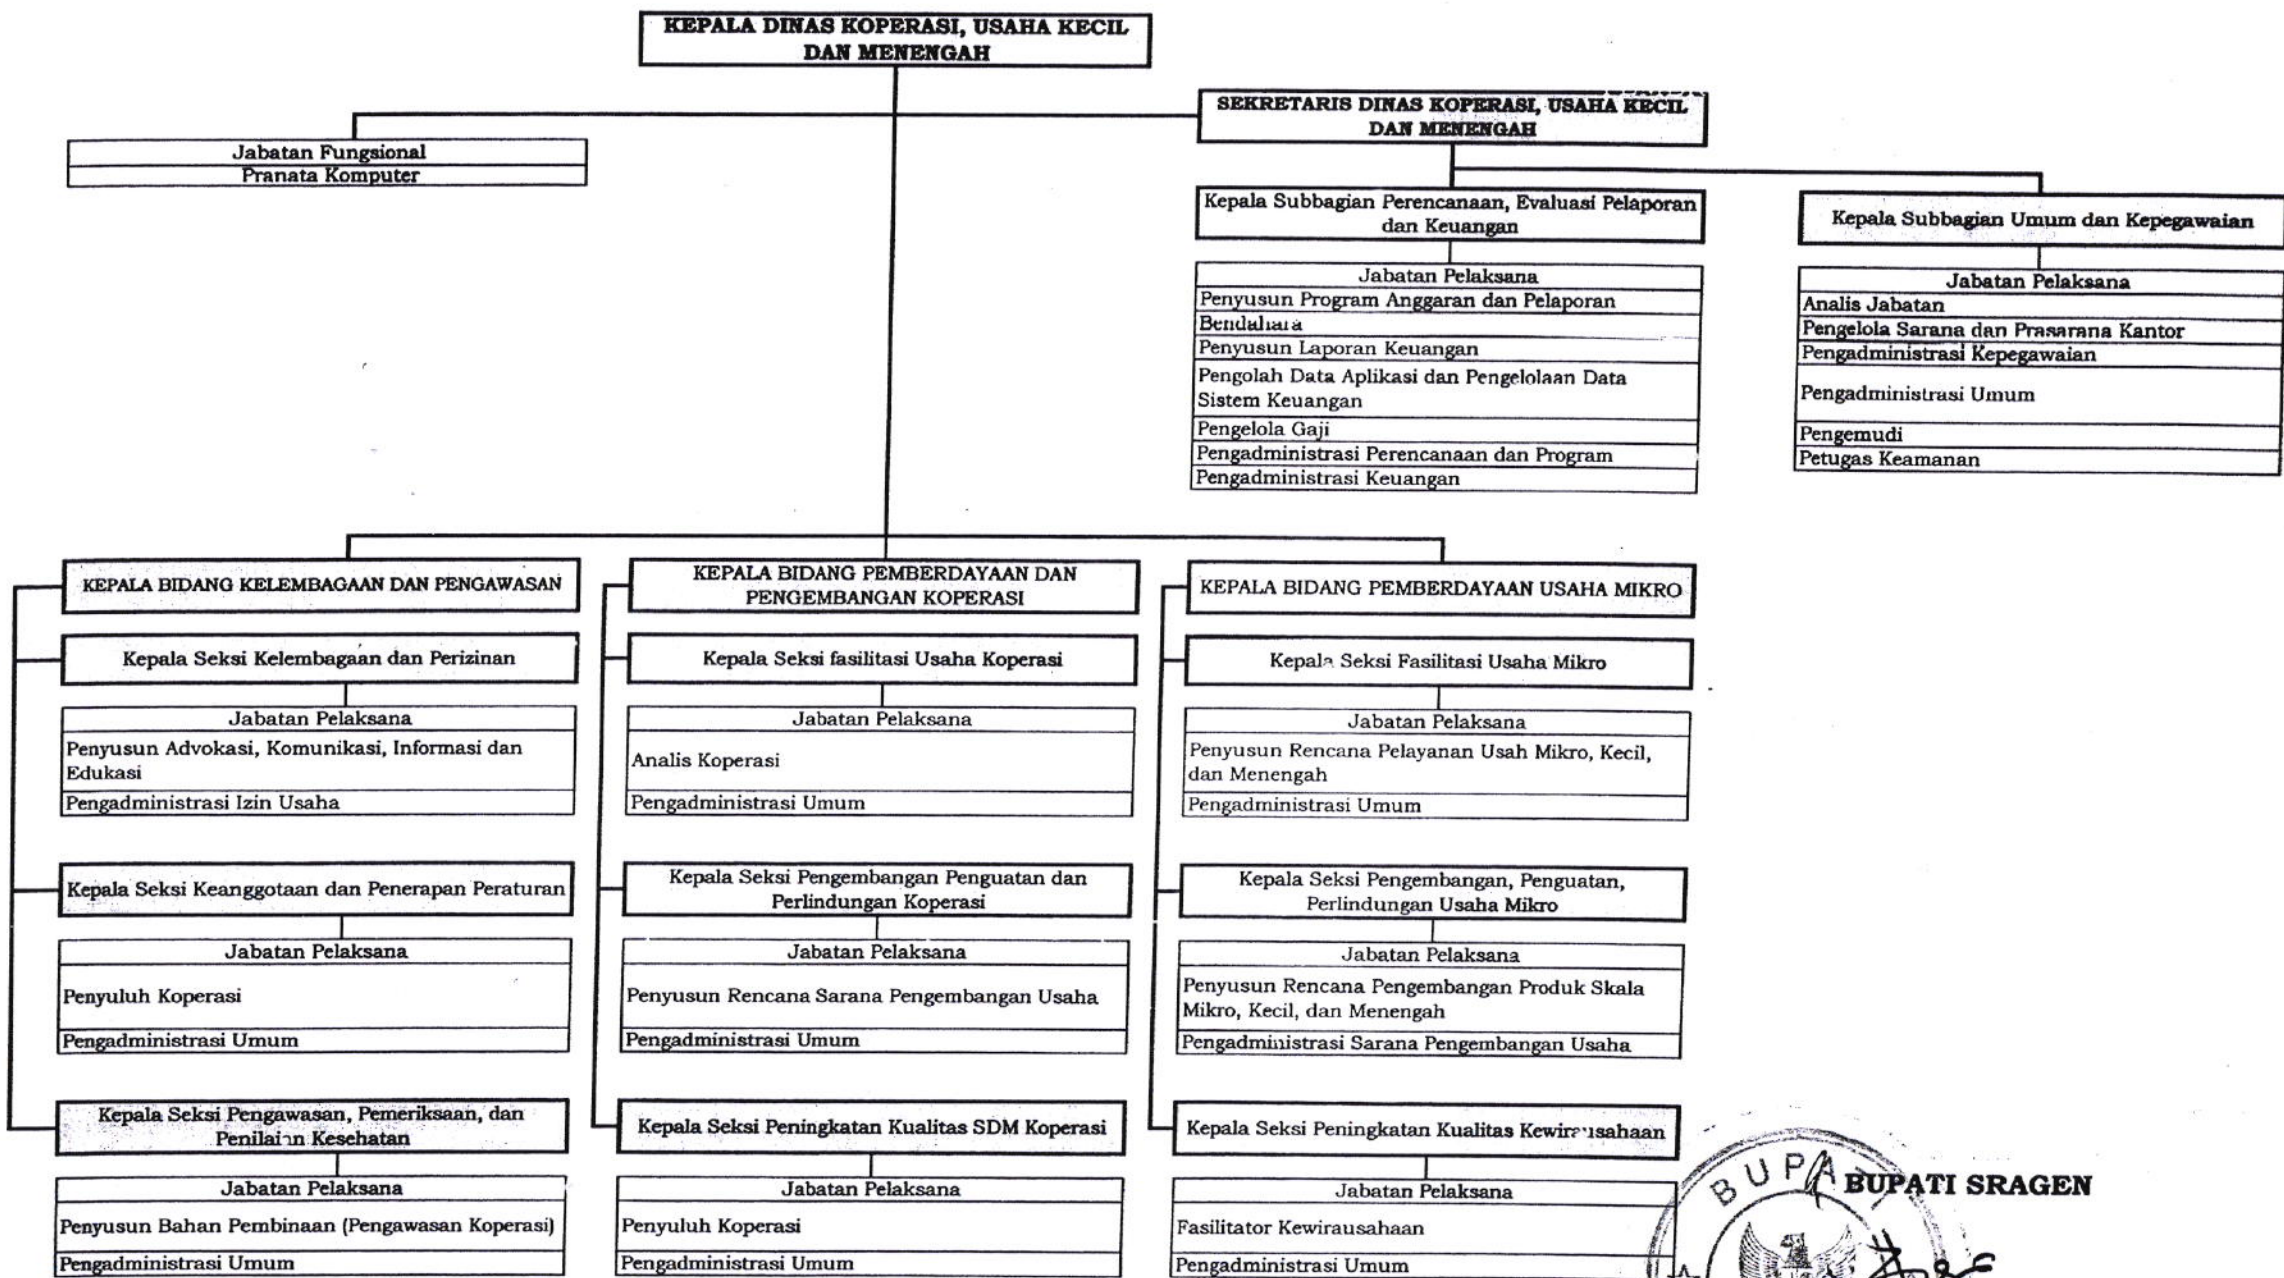 KEPALA DINAS KOPERASI, USAHA KECIL
DAN MENENGAH
SEKRETARIS DINAS KOPERASI, USAHA KECIL
DAN MENENGAH
Jabatan Fungsional
Pranata Komputer
Kepala Subbagian Perencanaan, Evaluasi Pelaporan
dan Keuangan
Jabatan Pelaksana
Penyusun Program Anggaran dan Pelaporan
Bendahara
Penyusun Laporan Keuangan
Pengolah Data Aplikasi dan Pengelolaan Data
Sistem Keuangan
Pengelola Gaji
Pengadministrasi Perencanaan dan Program
Pengadministrasi Keuangan
Kepala Subbagian Umum dan Kepegawaian
Jabatan Pelaksana
Analis Jabatan
Pengelola Sarana dan Prasarana Kantor
Pengadministrasi Kepegawaian
Pengadministrasi Umum
Pengemudi
Petugas Keamanan
KEPALA BIDANG KELEMBAGAAN DAN PENGAWASAN
Kepala Seksi Kelembagaan dan Perizinan
Jabatan Pelaksana
Penyusun Advokasi, Komunikasi, Informasi dan
Edukasi
Pengadministrasi Izin Usaha
Kepala Seksi Keanggotaan dan Penerapan Peraturan
Jabatan Pelaksana
Penyuluh Koperasi
Pengadministrasi Umum
Kepala Seksi Pengawasan, Pemeriksaan, dan
Penilaian Kesehatan
Jabatan Pelaksana
Penyusun Bahan Pembinaan (Pengawasan Koperasi)
Pengadministrasi Umum
KEPALA BIDANG PEMBERDAYAAN DAN
PENGEMBANGAN KOPERASI
Kepala Seksi fasilitasi Usaha Koperasi
Jabatan Pelaksana
Analis Koperasi
Pengadministrasi Umum
Kepala Seksi Pengembangan Penguatan dan
Perlindungan Koperasi
Jabatan Pelaksana
Penyusun Rencana Sarana Pengembangan Usaha
Pengadministrasi Umum
Kepala Seksi Peningkatan Kualitas SDM Koperasi
Jabatan Pelaksana
Penyuluh Koperasi
Pengadministrasi Umum
KEPALA BIDANG PEMBERDAYAAN USAHA MIKRO
Kepala Seksi Fasilitasi Usaha Mikro
Jabatan Pelaksana
Penyusun Rencana Pelayanan Usah Mikro, Kecil,
dan Menengah
Pengadministrasi Umum
Kepala Seksi Pengembangan, Penguatan,
Perlindungan Usaha Mikro
Jabatan Pelaksana
Penyusun Rencana Pengembangan Produk Skala
Mikro, Kecil, dan Menengah
Pengadministrasi Sarana Pengembangan Usaha
Kepala Seksi Peningkatan Kualitas Kewirausahaan
Jabatan Pelaksana
Fasilitator Kewirausahaan
Pengadministrasi Umum
BUPATI SRAGEN
BUPATI